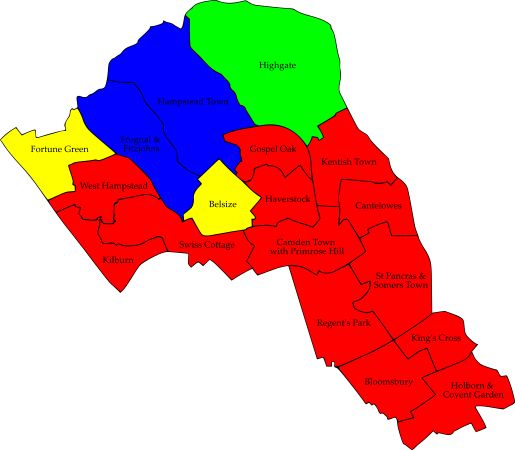 Highgate
Hampstead Town
Frognal &
Fitzjohns
Fortune Green
Gospel Oak
Kentish Town
West Hampstead
Haverstock
Belsize
Cantelowes
Swiss Cottage
Camden Town
with Primrose Hill
Kilburn
St Pancras &
Somers Town
Regent's Park
King's Cross
Bloomsbury
Holborn &
Covent Garden